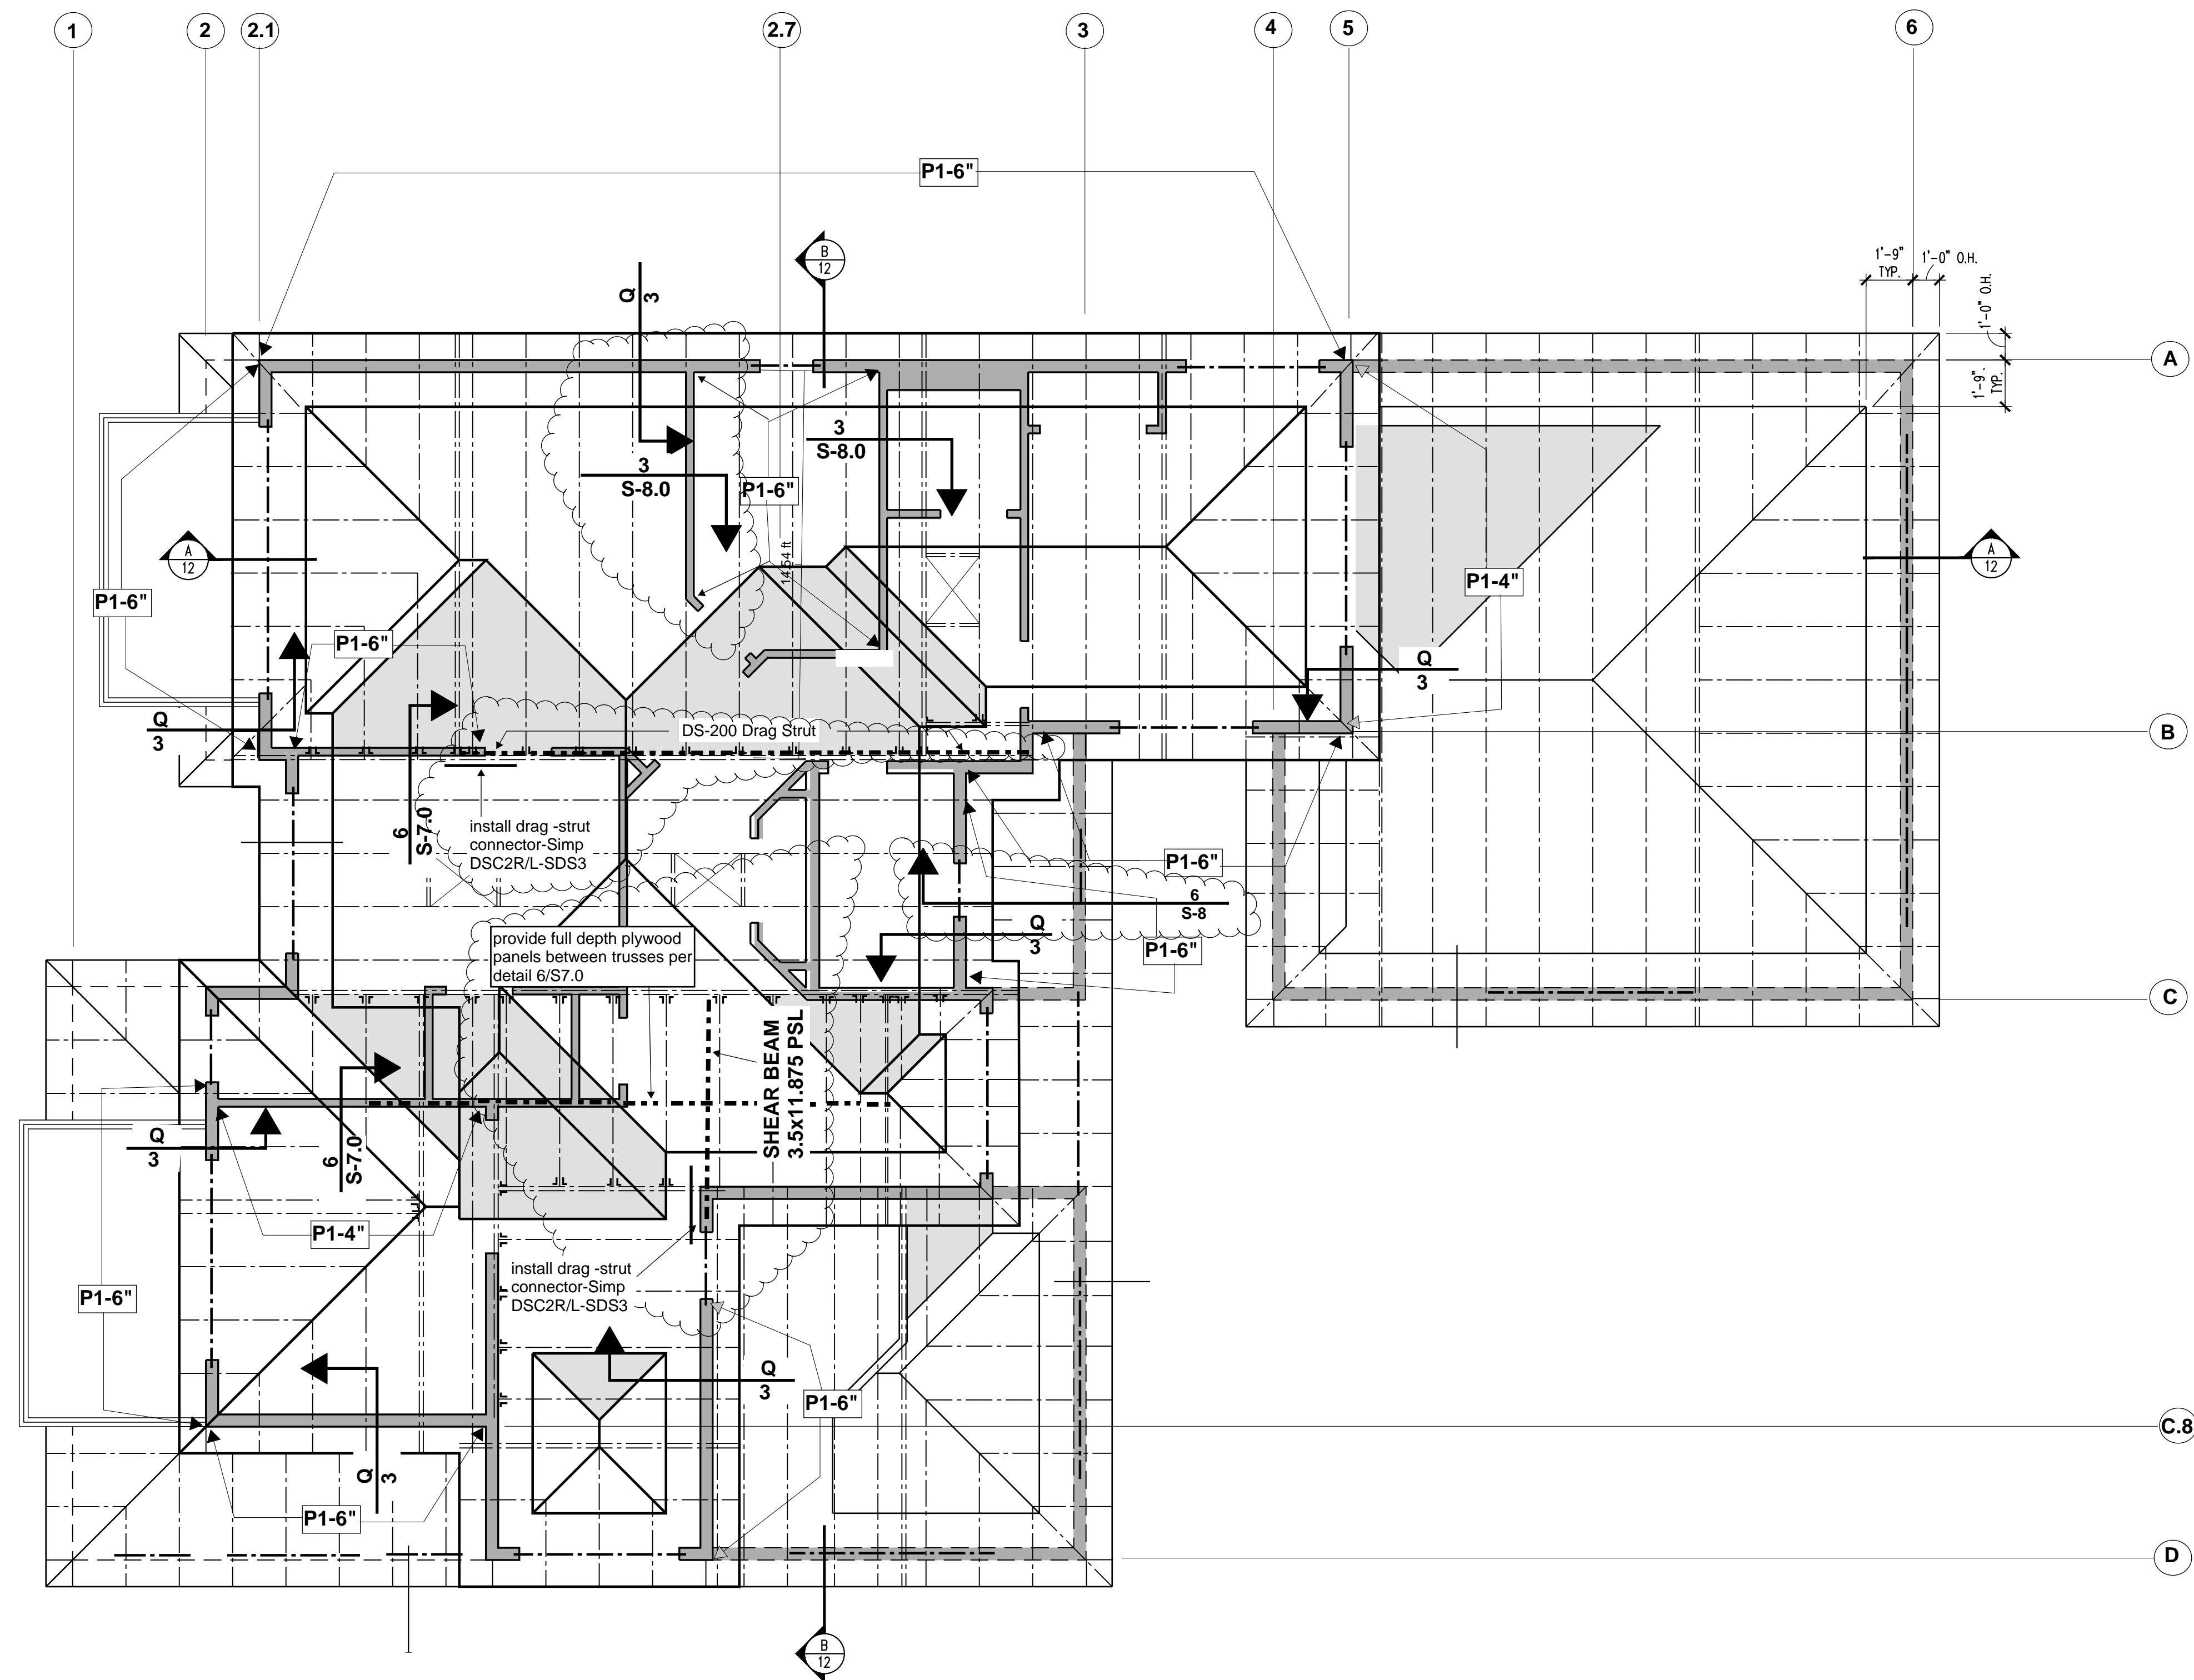 1
2
2.1
2.7
3
4
5
6
P1-6"
B
12
1'-9"
TYP.
1'-0" O.H.
1'-0" O.H.
1'-9"
TYP.
Q
3
A
3
S-8.0
3
S-8.0
P1-6"
14.54 ft
A
12
A
12
P1-4"
P1-6"
P1-6"
Q
3
Q
3
DS-200 Drag Strut
B
6
S-7.0
install drag -strut
connector-Simp
DSC2R/L-SDS3
P1-6"
6
S-8
Q
3
P1-6"
provide full depth plywood
panels between trusses per
detail 6/S7.0
C
SHEAR BEAM
3.5x11.875 PSL
Q
3
6
S-7.0
P1-4"
install drag -strut
connector-Simp
DSC2R/L-SDS3
P1-6"
Q
3
P1-6"
C.8
Q
3
P1-6"
D
B
12